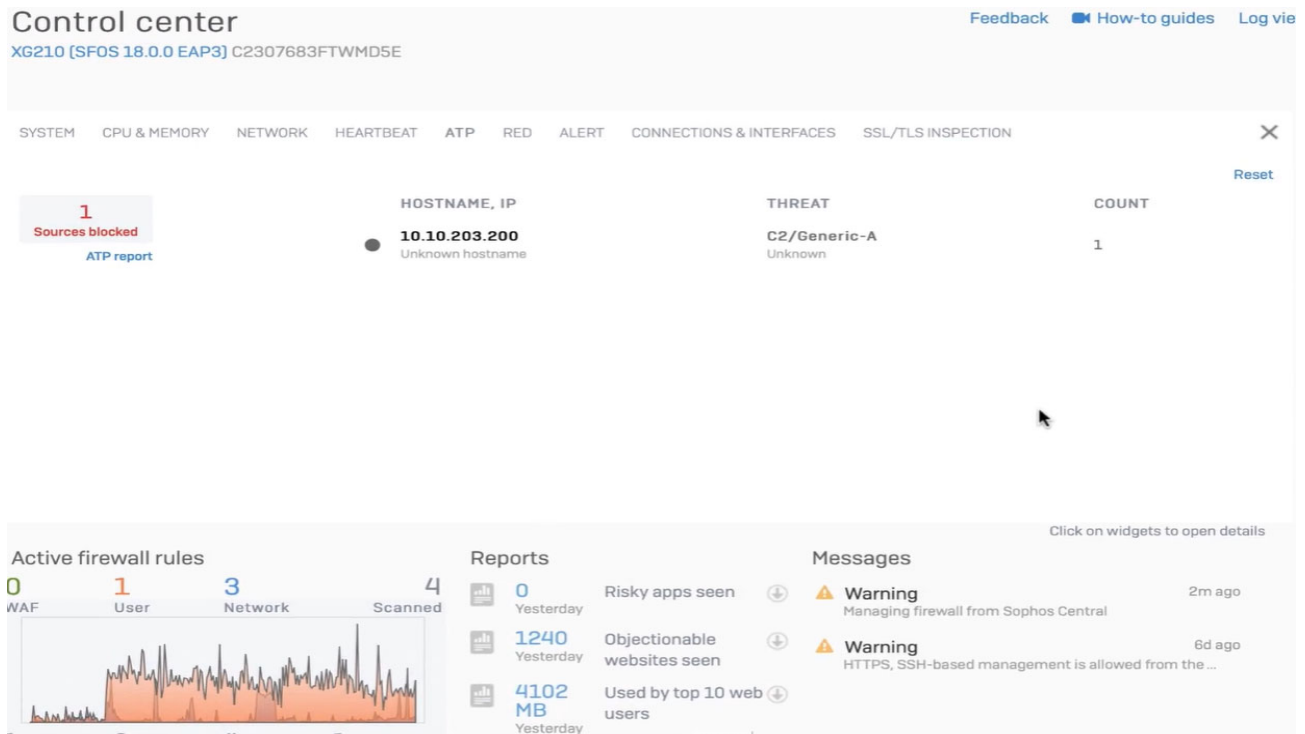 Control center
Feedback How-to guides Log vie
XG210 (SFOS 18.0.0 EAP3) C2307683FTWMD5E
SYSTEM CPU & MEMORY NETWORK HEARTBEAT ATP RED ALERT CONNECTIONS & INTERFACES SSL/TLS INSPECTION
Reset
1
Sources blocked
ATP report
HOSTNAME, IP THREAT COUNT
10.10.203.200 C2/Generic-A 1
Unknown hostname Unknown
Click on widgets to open details
Active firewall rules
0 1 3 4
WAF User Network Scanned
Reports
0 Risky apps seen
Yesterday
1240 Objectionable
Yesterday websites seen
4102 Used by top 10 web
MB users
Yesterday
Messages
Warning 2m ago
Managing firewall from Sophos Central
Warning 6d ago
HTTPS, SSH-based management is allowed from the ...